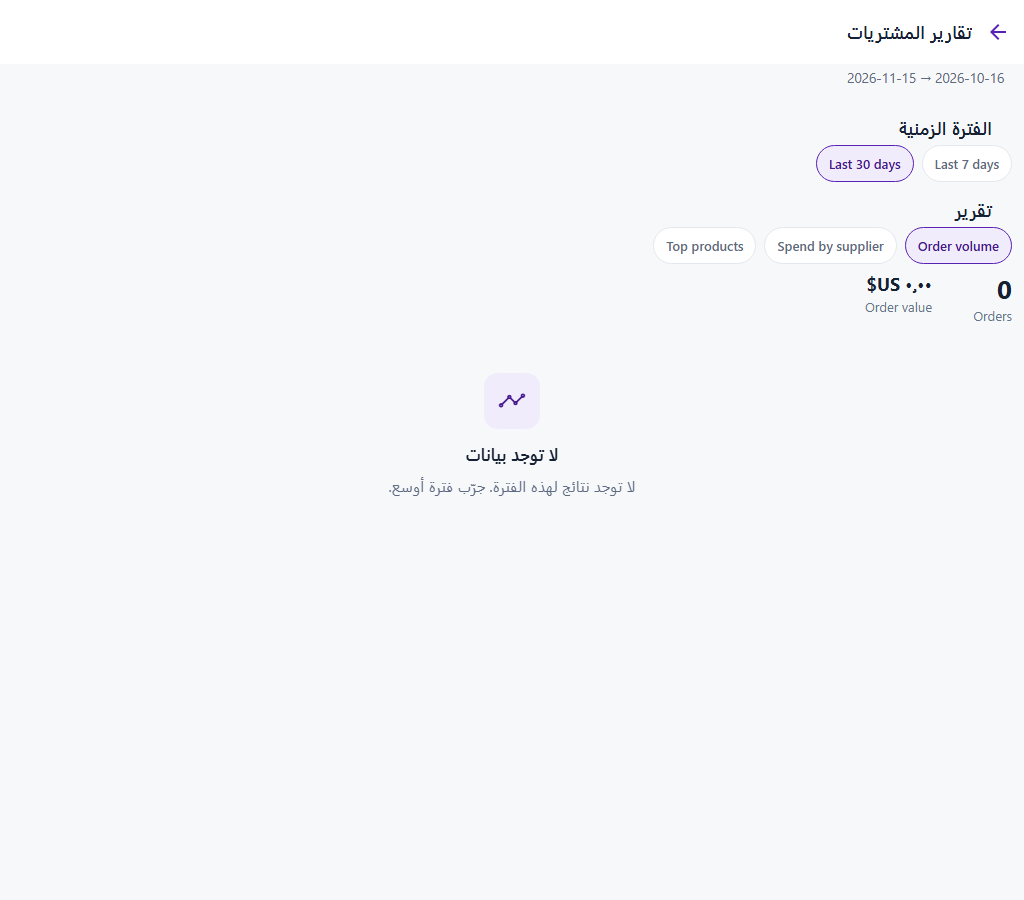 تقارير المشتريات
2026-10-16 → 2026-11-15
الفترة الزمنية
Last 7 days
Last 30 days
تقرير
Order volume
Spend by supplier
Top products
0
Orders
٠٫٠٠ US$
Order value
لا توجد بيانات
لا توجد نتائج لهذه الفترة. جرّب فترة أوسع.